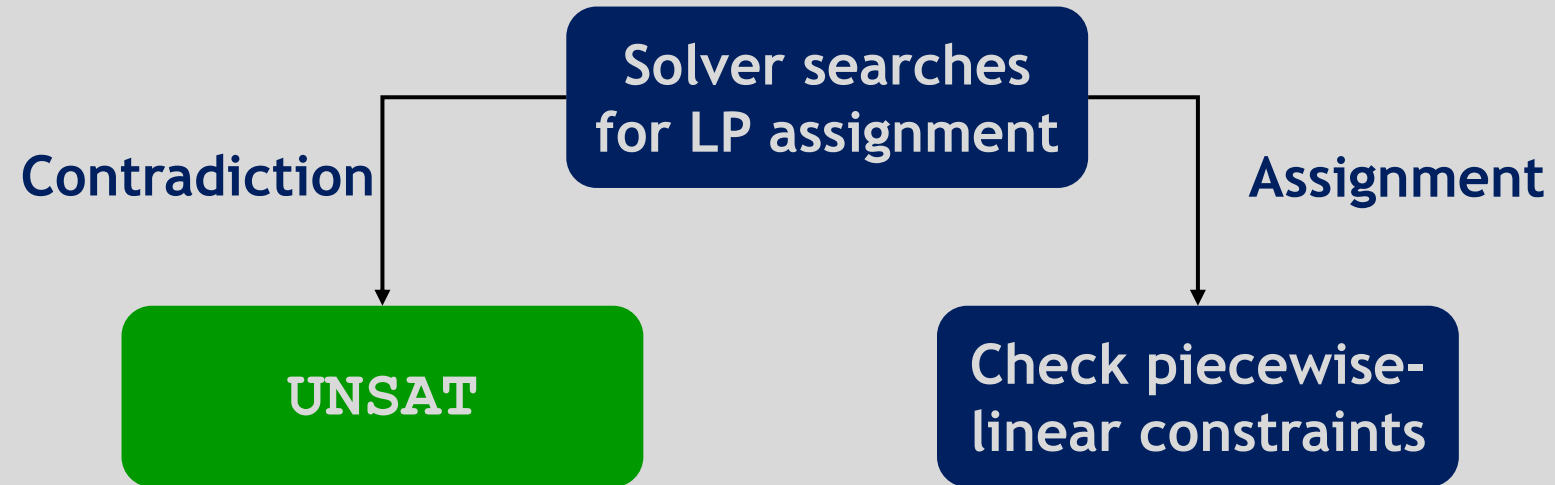 Solver searches
for LP assignment
Contradiction
Assignment
UNSAT
Check piecewise-
linear constraints